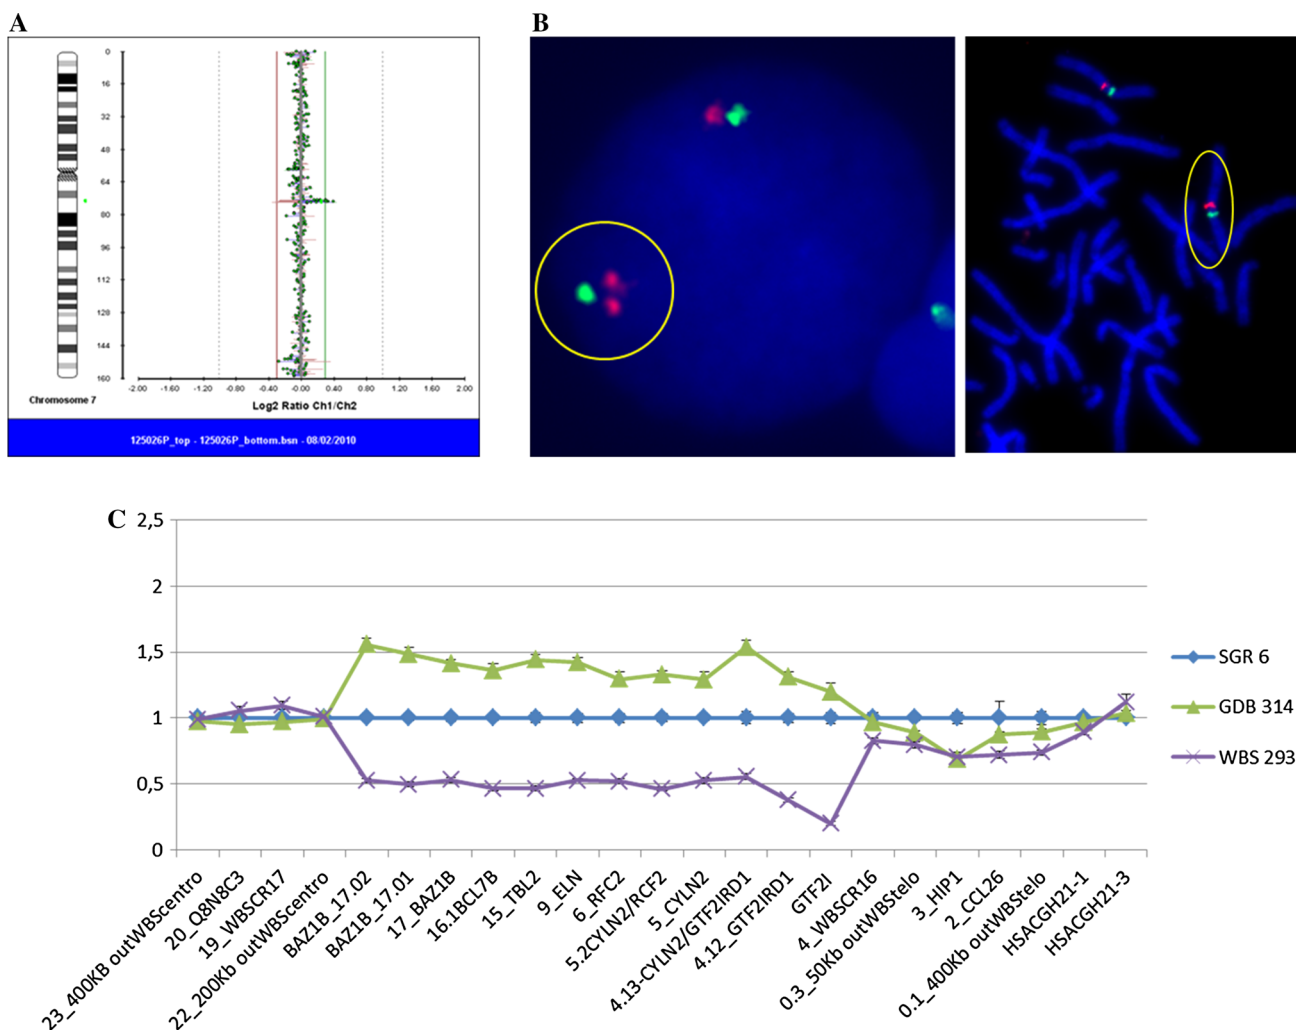 A
B
0
16
32
48
64
80
96
112
128
144
160
-2.00 -1.60 -1.20 -0.80 -0.40 -0.00 0.40 0.80 1.20 1.60 2.00
Chromosome 7
Log2 Ratio Ch1/Ch2
125026P_top - 125026P_bottom.bsn - 08/02/2010
C
2,5
2
1,5
1
0,5
0
SGR 6
GDB 314
WBS 293
23_400KB outWBScentro
20_Q8N8C3
19_WBSCR17
22_200Kb outWBScentro
BAZ1B_17.02
BAZ1B_17.01
17_BAZ1B
16.1BCL7B
15_TBL2
9_ELN
6_RFC2
5.2CYLN2/RCF2
5_CYLN2
4.13-CYLN2/GTF2IRD1
4.12_GTF2IRD1
GTF2I
4_WBSCR16
0.3_50Kb outWBStelo
3_HIP1
2_CCL26
0.1_400Kb outWBStelo
HSACGH21-1
HSACGH21-3